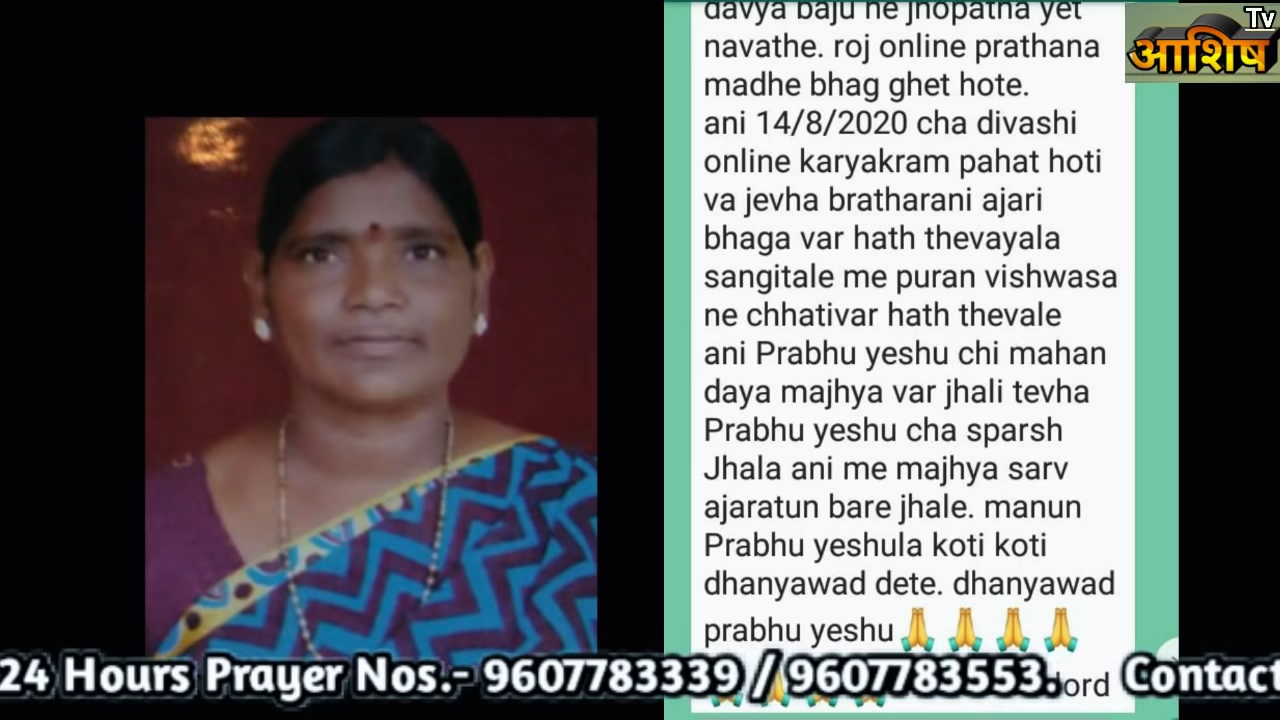 davya baju ne jhopatna yet
navathe. roj online prathana
madhe bhag ghet hote.
ani 14/8/2020 cha divashi
online karyakram pahat hoti
va jevha bratharani ajari
bhaga var hath thevayala
sangitale me puran vishwasa
ne chhativar hath thevale
ani Prabhu yeshu chi mahan
daya majhya var jhali tevha
Prabhu yeshu cha sparsh
Jhala ani me majhya sarv
ajaratun bare jhale. manun
Prabhu yeshula koti koti
dhanyawad dete. dhanyawad
prabhu yeshu🙏 🙏 🙏 🙏
lord
Tv
आशिष
24 Hours Prayer Nos.- 9607783339 / 9607783553. Contact